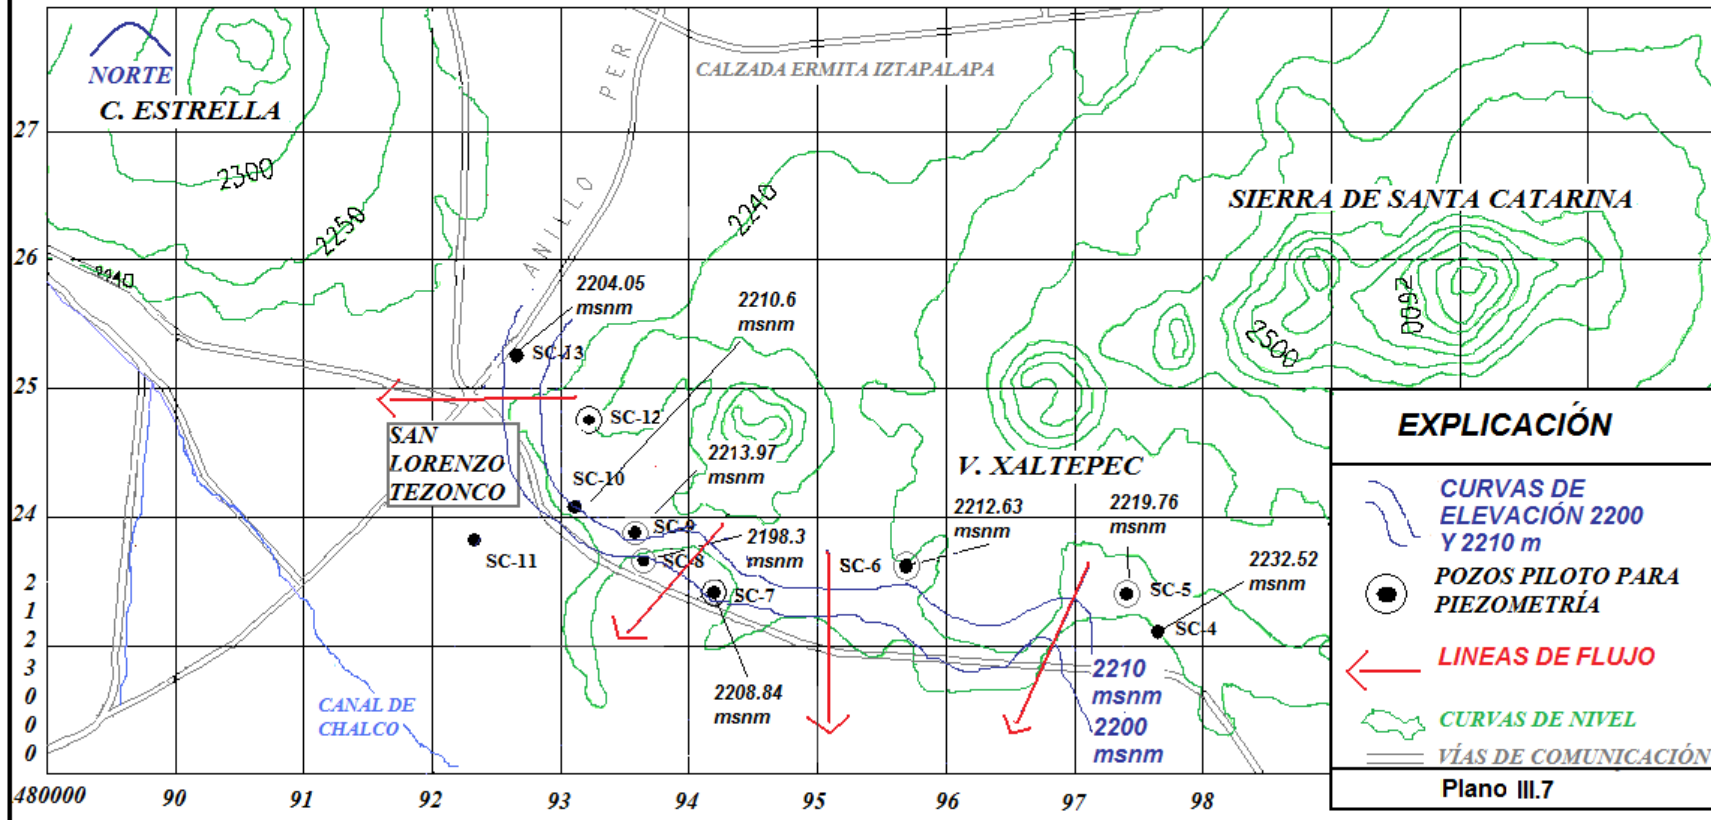 NORTE
C. ESTRELLA
CALZADA ERMITA IZTAPALAPA
ANILLO PER
27
2300
2250
2240
2240
SIERRA DE SANTA CATARINA
26
2204.05
msnm
2210.6
msnm
2600
2500
SC-13
25
SC-12
SAN
LORENZO
TEZONCO
2213.97
msnm
V. XALTEPEC
SC-10
2212.63
msnm
2219.76
msnm
24
SC-9
2198.3
msnm
SC-11
SC-8
SC-6
2232.52
msnm
SC-7
SC-5
SC-4
2123000
2208.84
msnm
2210
msnm
2200
msnm
CANAL DE
CHALCO
480000 90 91 92 93 94 95 96 97 98
EXPLICACIÓN
CURVAS DE
ELEVACIÓN 2200
Y 2210 m
POZOS PILOTO PARA
PIEZOMETRÍA
LINEAS DE FLUJO
CURVAS DE NIVEL
VÍAS DE COMUNICACIÓN
Plano III.7